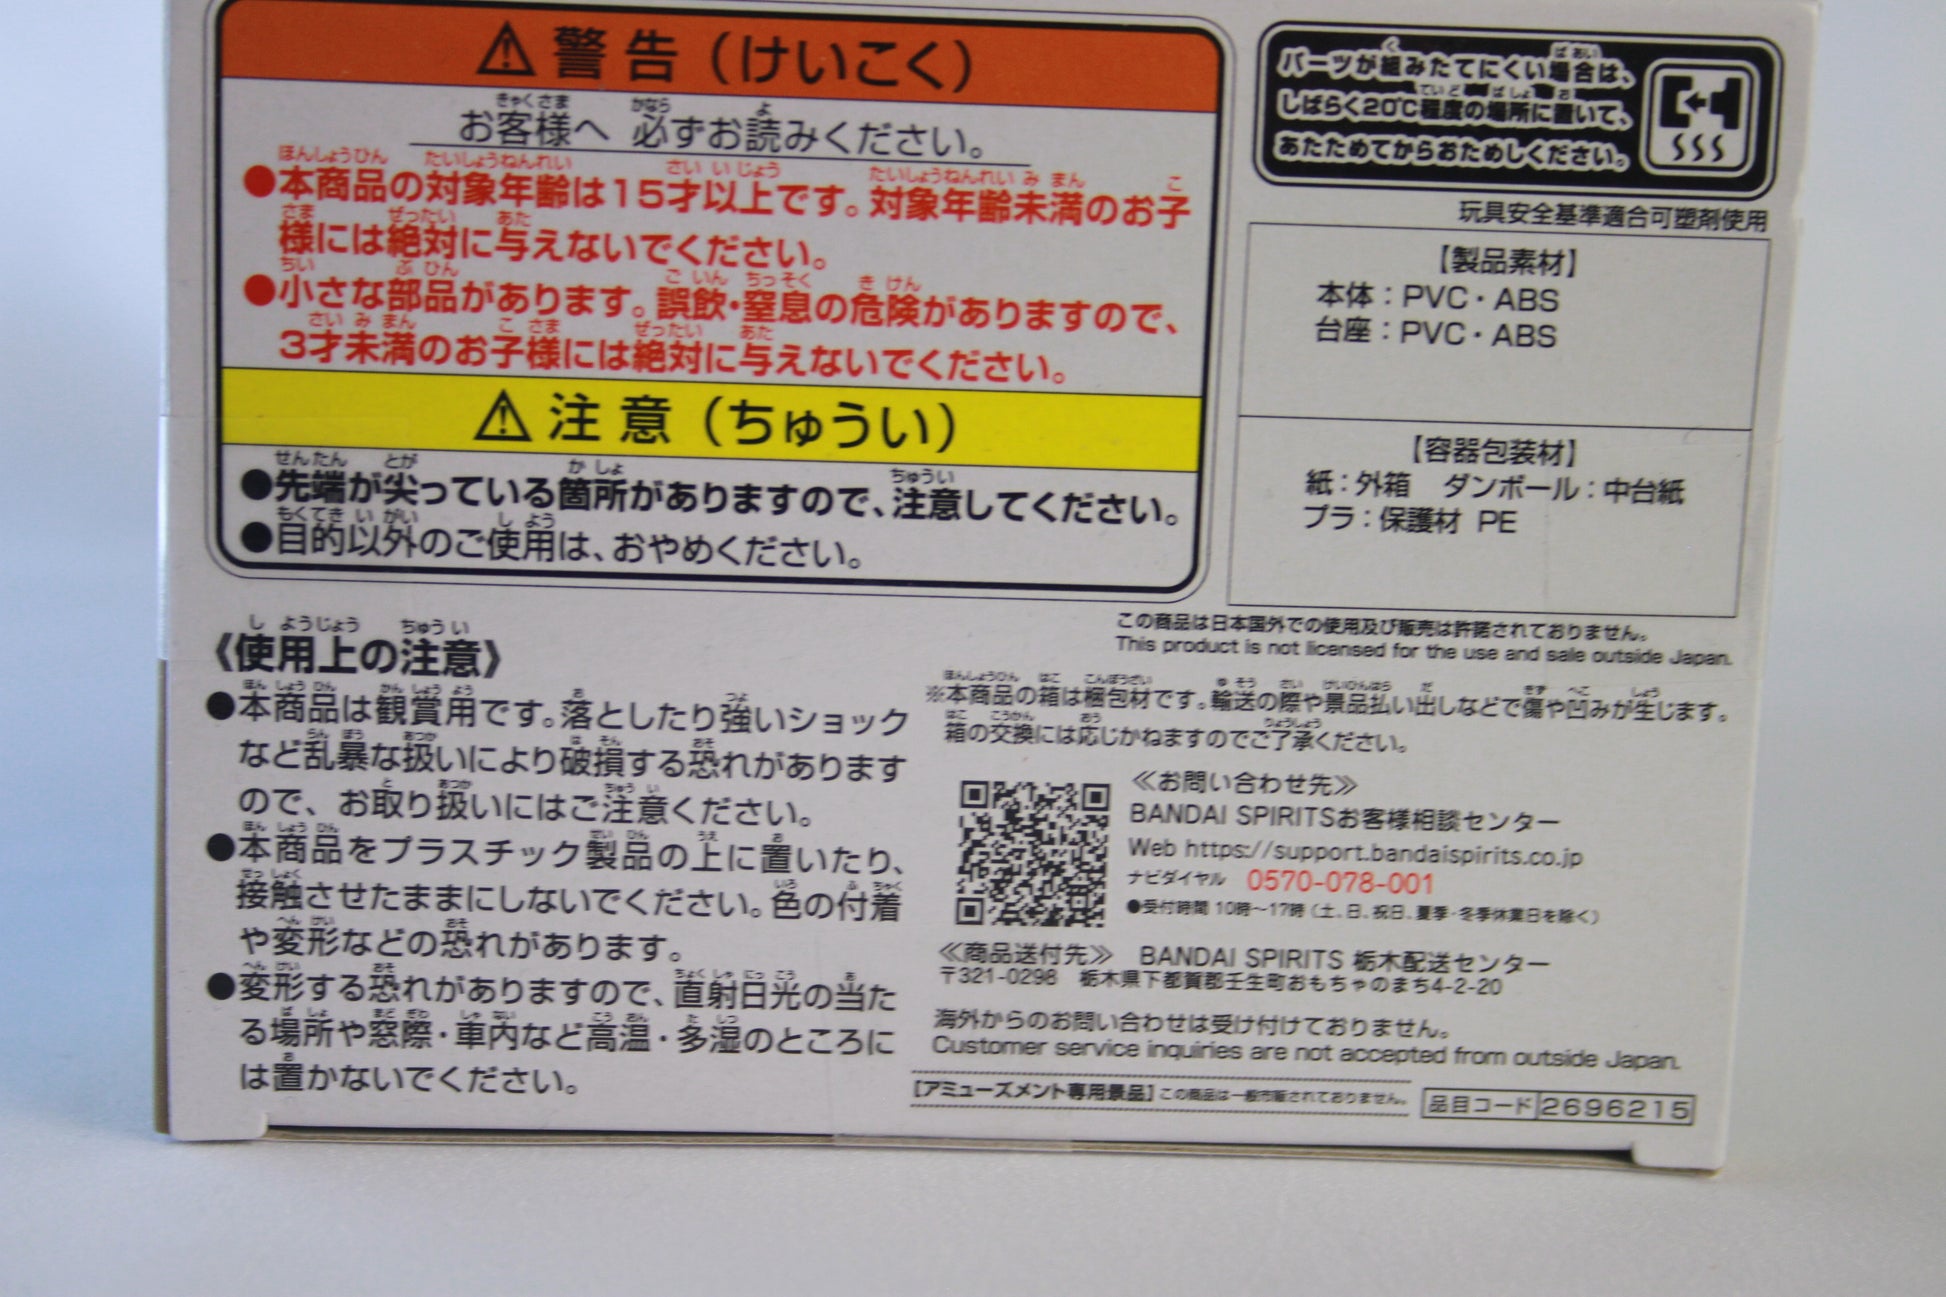 警告（けいこく）
お客様へ 必ずお読みください。
●本商品の対象年齢は15才以上です。対象年齢未満のお子
様には絶対に与えないでください。
●小さな部品があります。誤飲・窒息の危険がありますので、
3才未満のお子様には絶対に与えないでください。
注意（ちゅうい）
●先端が尖っている箇所がありますので、注意してください。
●目的以外のご使用は、おやめください。
パーツが組みたてにくい場合は、
しばらく20℃程度の場所に置いて、
あたためてからおためしください。
玩具安全基準適合可塑剤使用
【製品素材】
本体：PVC・ABS
台座：PVC・ABS
【容器包装材】
紙：外箱　ダンボール：中台紙
プラ：保護材 PE
この商品は日本国外での使用及び販売は許諾されておりません。
This product is not licensed for the use and sale outside Japan.
※本商品の箱は梱包材です。輸送の際や景品払い出しなどで傷や凹みが生じます。
箱の交換には応じかねますのでご了承ください。
《使用上の注意》
●本商品は観賞用です。落としたり強いショック
など乱暴な扱いにより破損する恐れがあります
ので、お取り扱いにはご注意ください。
●本商品をプラスチック製品の上に置いたり、
接触させたままにしないでください。色の付着
や変形などの恐れがあります。
●変形する恐れがありますので、直射日光の当た
る場所や窓際・車内など高温・多湿のところに
は置かないでください。
≪お問い合わせ先≫
BANDAI SPIRITSお客様相談センター
Web https://support.bandaispirits.co.jp
ナビダイヤル 0570-078-001
●受付時間 10時～17時（土、日、祝日、夏季・冬季休業日を除く）
≪商品送付先≫ BANDAI SPIRITS 栃木配送センター
〒321-0298 栃木県下都賀郡壬生町おもちゃのまち4-2-20
海外からのお問い合わせは受け付けておりません。
Customer service inquiries are not accepted from outside Japan.
［アミューズメント専用景品］この商品は一般市販されておりません。
品目コード 2696215